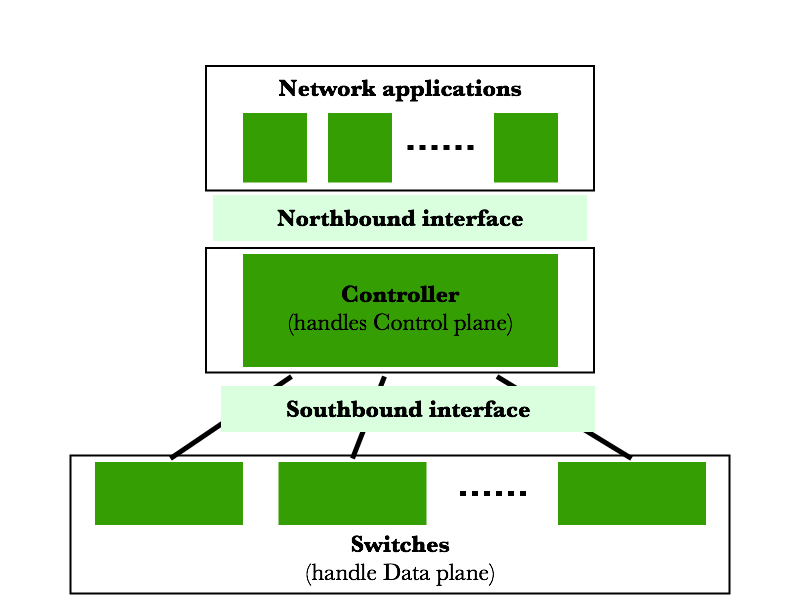 Network applications
Northbound interface
Controller
(handles Control plane)
Southbound interface
Switches
(handle Data plane)